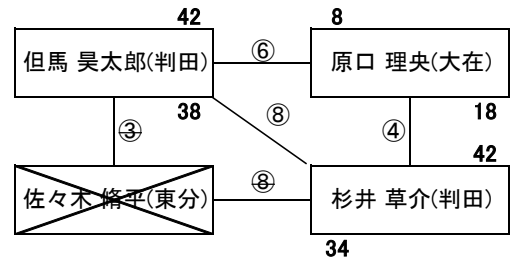 42 8
但馬 昊太郎(判田) ⑥ 原口 理央(大在)
38 ⑧ 18
③ ④
42
佐々木 脩平(東分) ⑧ 杉井 草介(判田)
34